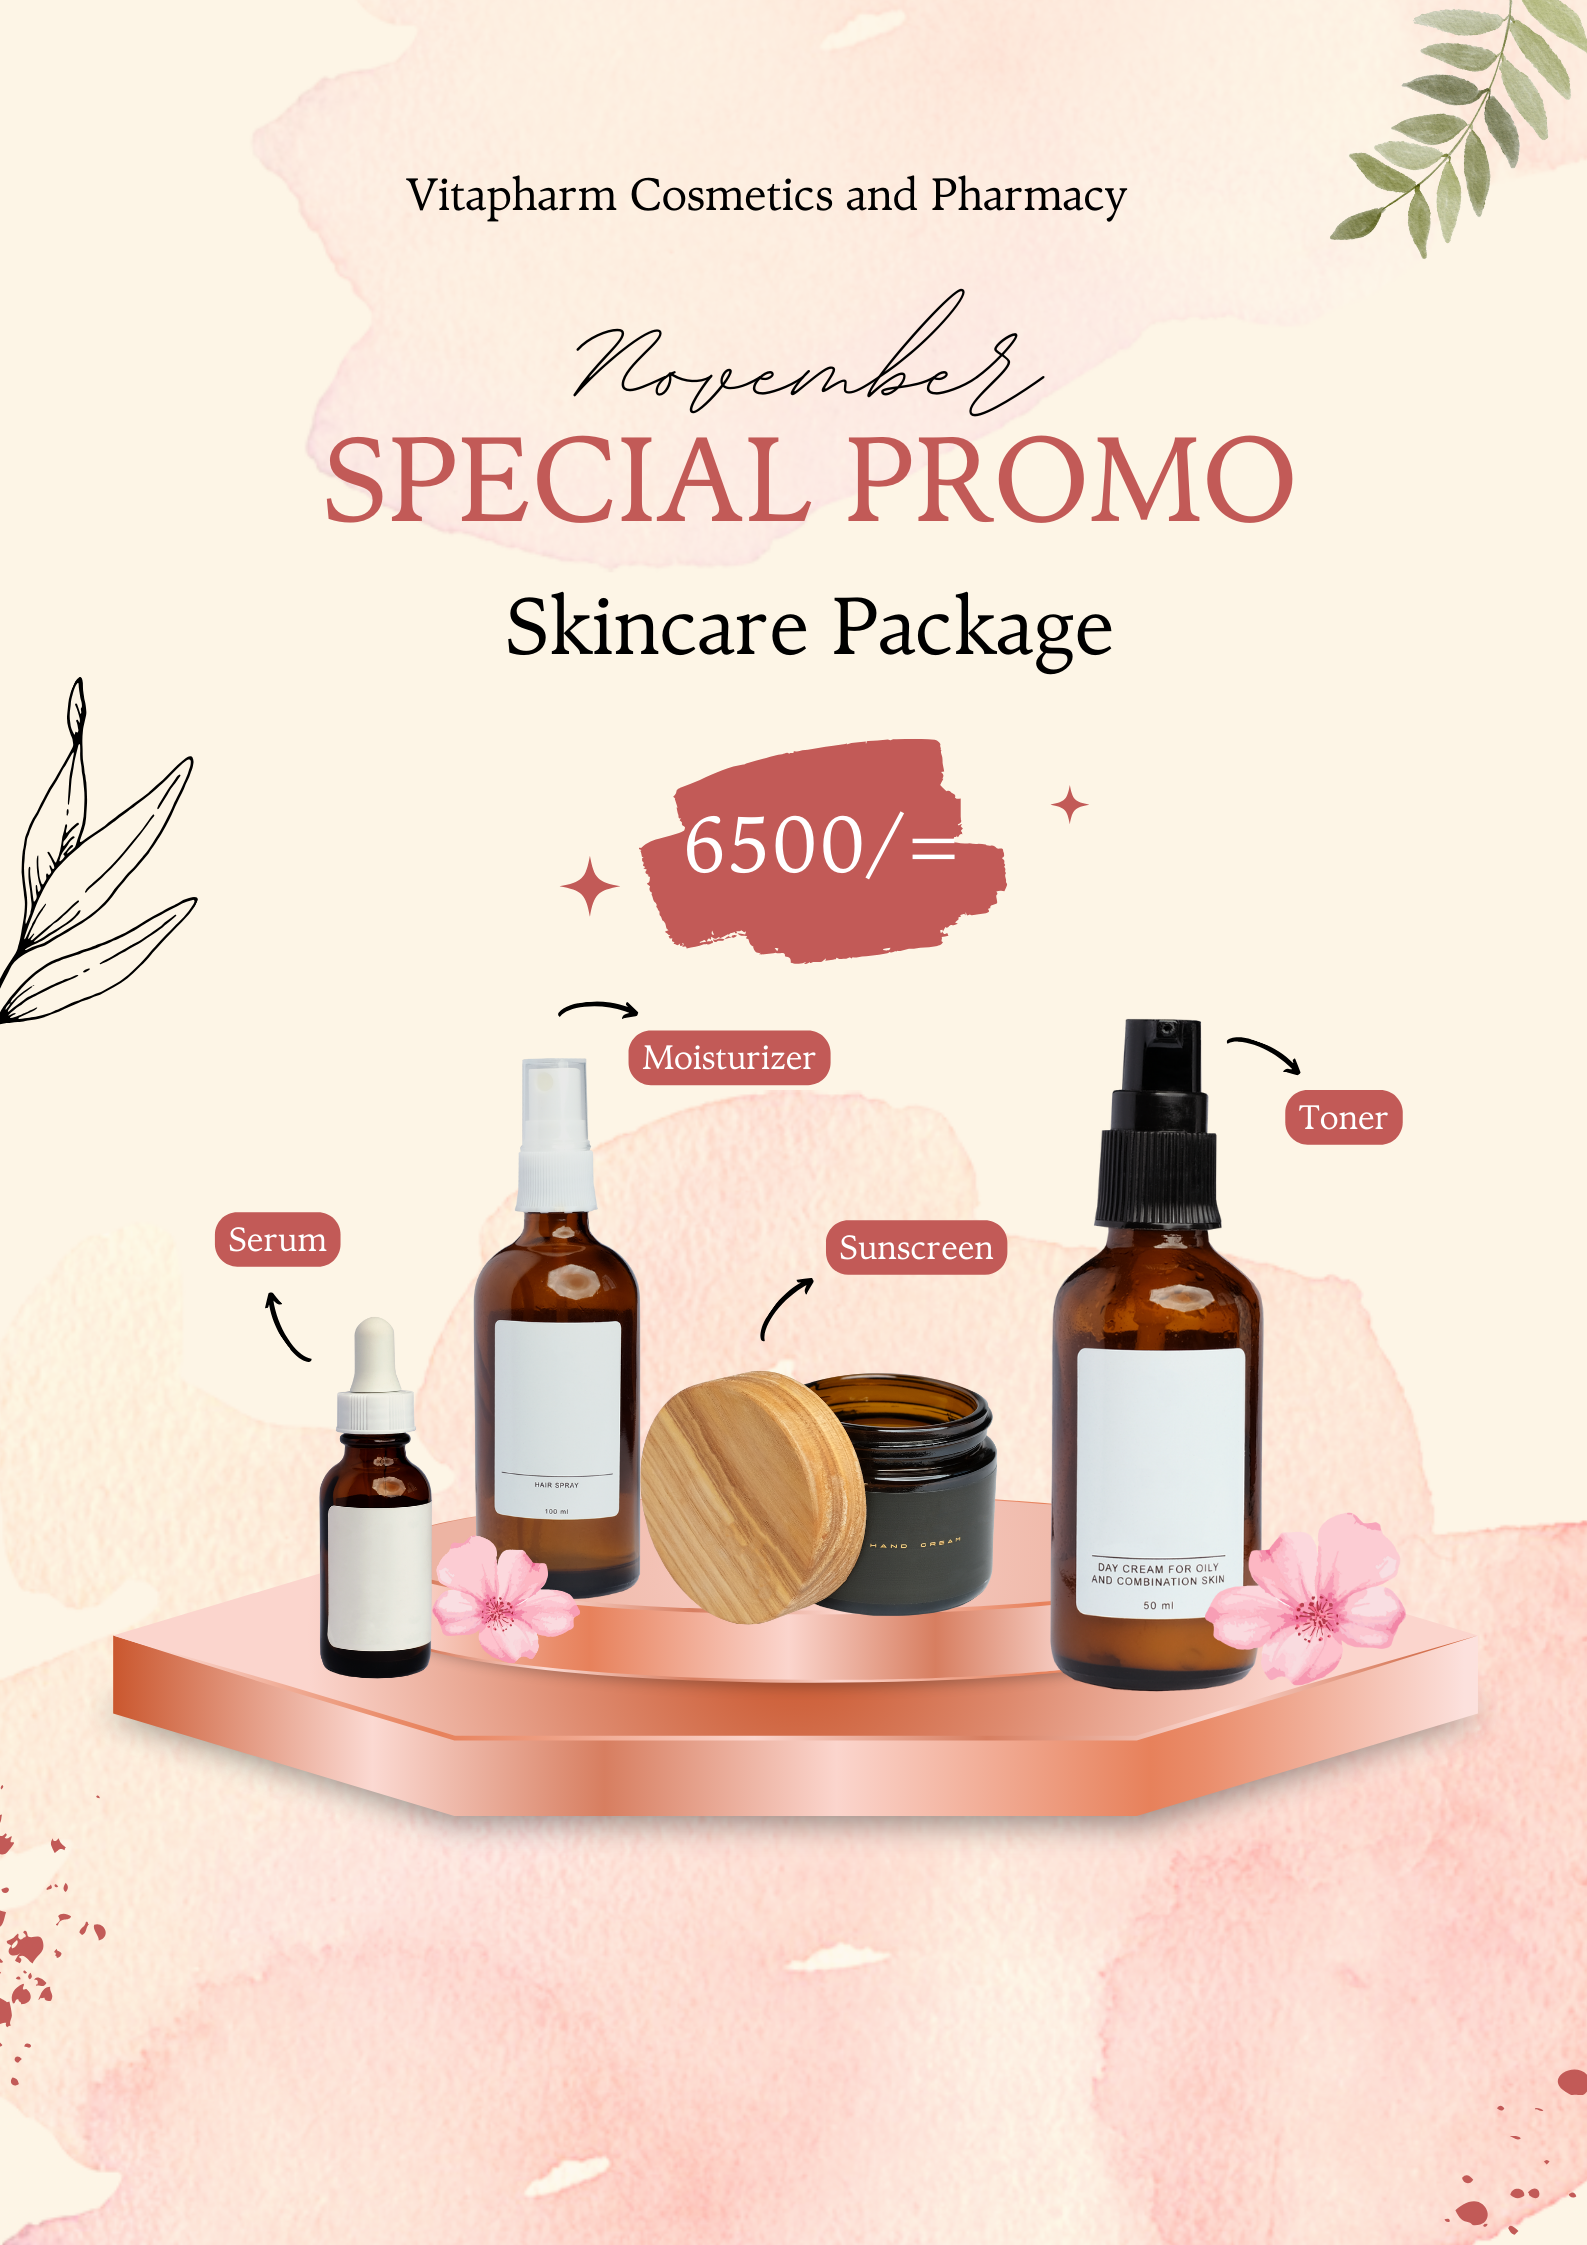 Vitapharm Cosmetics and Pharmacy
November
SPECIAL PROMO
Skincare Package
6500/=
Moisturizer
Toner
Serum
Sunscreen
HAIR SPRAY
100 ml
HAND CREAM
DAY CREAM FOR OILY
AND COMBINATION SKIN
50 ml